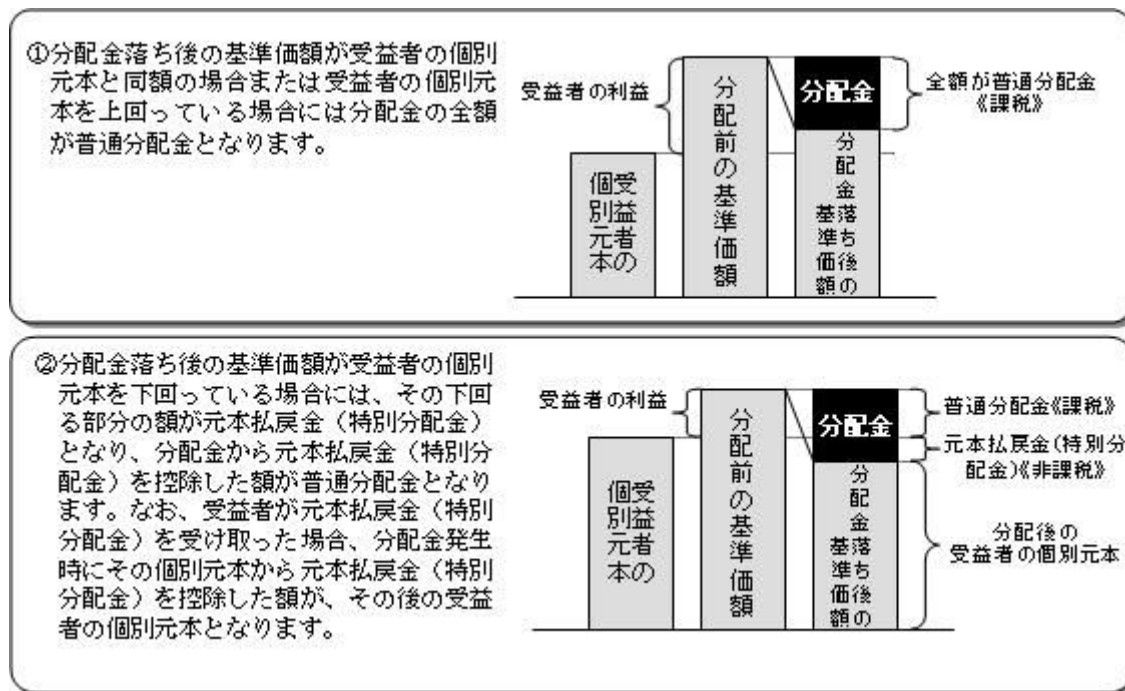 ①分配金落ち後の基準価額が受益者の個別
元本と同額の場合または受益者の個別元
本を上回っている場合には分配金の全額
が普通分配金となります。
受益者の利益
受益者の
個別元本
分配前の基準価額
分配金
分配金落ち後の
基準価額
全額が普通分配金
《課税》
②分配金落ち後の基準価額が受益者の個別
元本を下回っている場合には、その下回
る部分の額が元本払戻金（特別分配金）
となり、分配金から元本払戻金（特別分
配金）を控除した額が普通分配金となり
ます。なお、受益者が元本払戻金（特別
分配金）を受け取った場合、分配金発生
時にその個別元本から元本払戻金（特別
分配金）を控除した額が、その後の受益
者の個別元本となります。
受益者の利益
受益者の
個別元本
分配前の基準価額
分配金
分配金落ち後の
基準価額
普通分配金《課税》
元本払戻金(特別分
配金)《非課税》
分配後の
受益者の個別元本